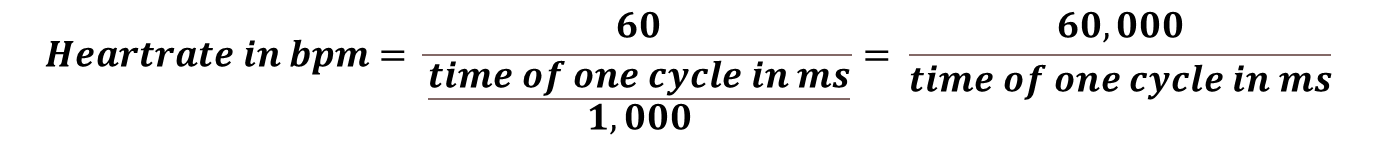 Heartrate in bpm = 60 / (time of one cycle in ms / 1,000) = 60,000 / time of one cycle in ms